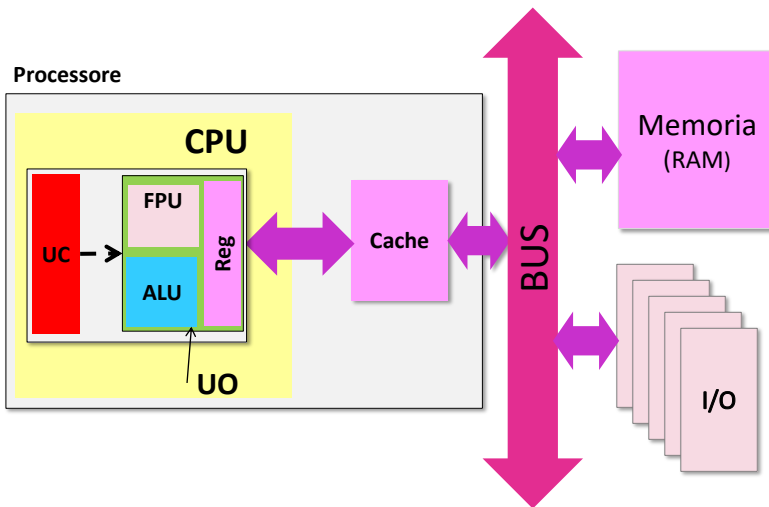 Processore
CPU
UC
FPU
ALU
Reg
UO
Cache
BUS
Memoria
(RAM)
I/O